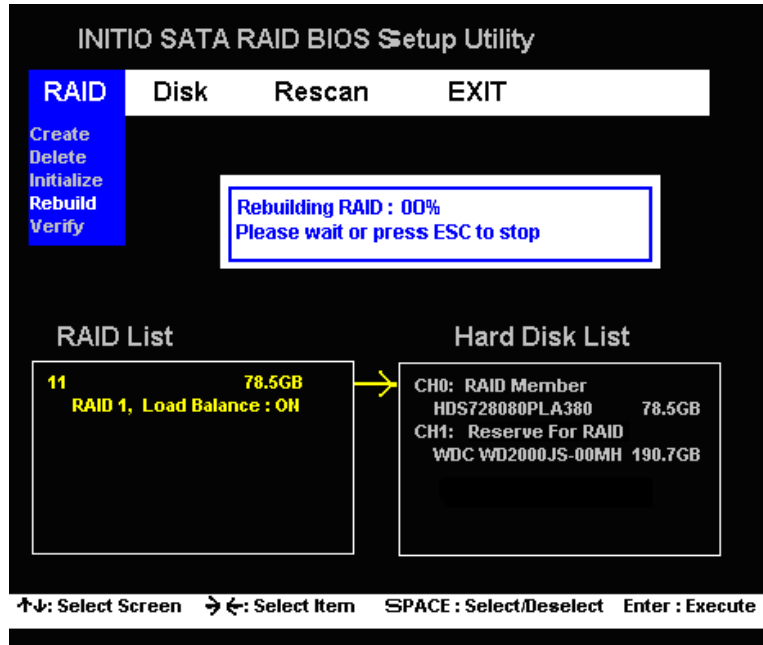 INITIO SATA RAID BIOS Setup Utility
RAID Disk Rescan EXIT
Create
Delete
Initialize
Rebuild
Verify
Rebuilding RAID : 00%
Please wait or press ESC to stop
RAID List
11 78.5GB
RAID 1, Load Balance : ON
Hard Disk List
CH0: RAID Member
HDS728080PLA380 78.5GB
CH1: Reserve For RAID
WDC WD2000JS-00MH 190.7GB
↑↓: Select Screen →←: Select Item SPACE : Select/Deselect Enter : Execute